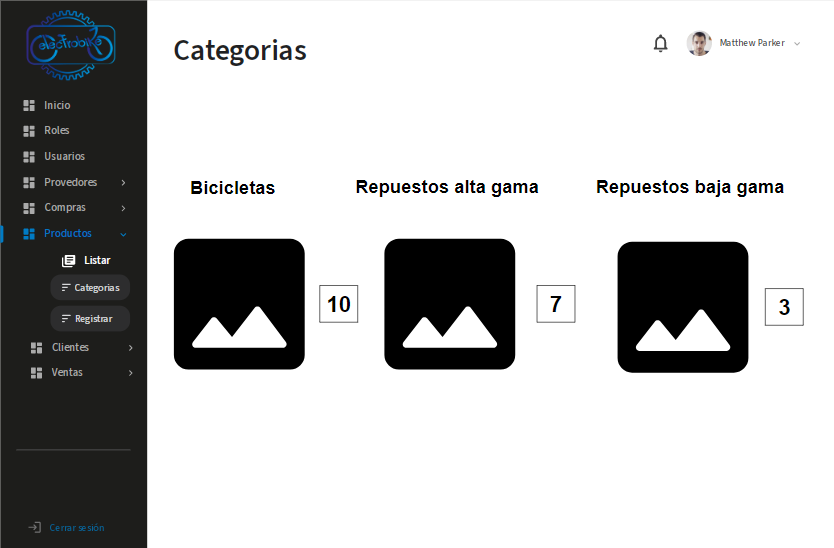 Categorias
Matthew Parker
Inicio
Roles
Usuarios
Provedores
Compras
Productos
Listar
Categorias
Registrar
Clientes
Ventas
Cerrar sesión
Bicicletas
Repuestos alta gama
Repuestos baja gama
10
7
3